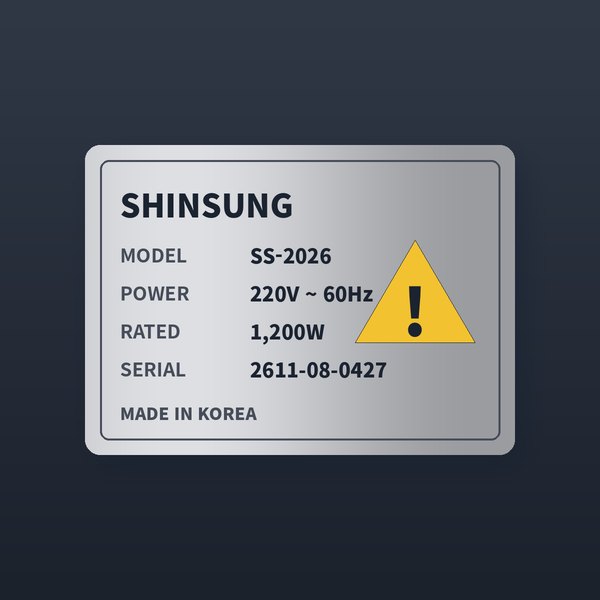 SHINSUNG
MODEL SS-2026
POWER 220V ~ 60Hz
RATED 1,200W
SERIAL 2611-08-0427
MADE IN KOREA
!